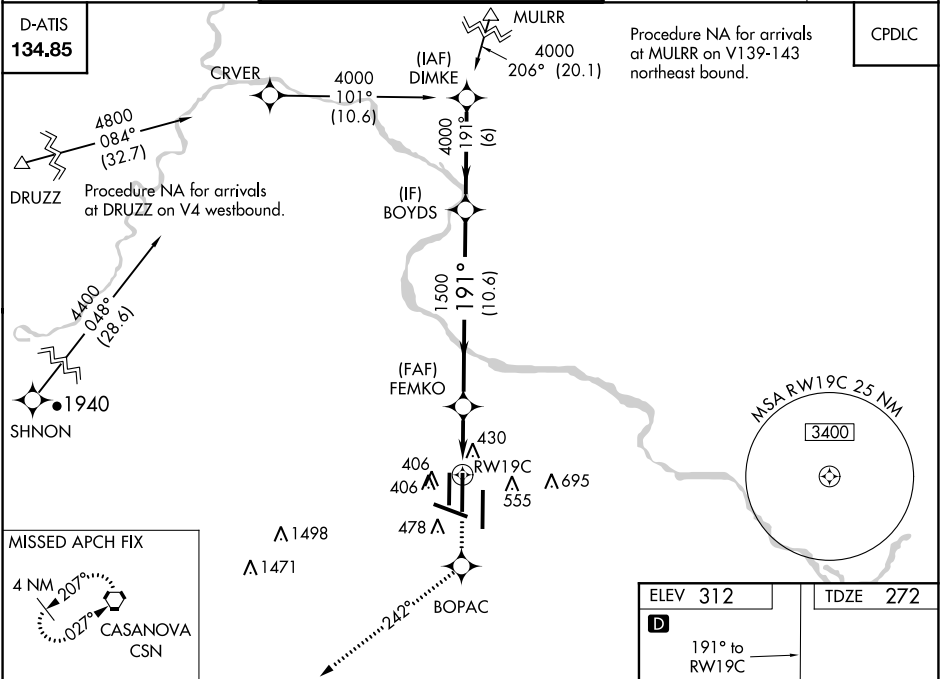 D-ATIS
134.85
MULRR
4000
206° (20.1)
Procedure NA for arrivals
at MULRR on V139-143
northeast bound.
CPDLC
CRVER
4000
101°
(10.6)
(IAF)
DIMKE
4800
084°
(32.7)
DRUZZ
Procedure NA for arrivals
at DRUZZ on V4 westbound.
4000
191°
(6)
(IF)
BOYDS
4400
048°
(28.6)
1500
191°
(10.6)
SHNON
1940
(FAF)
FEMKO
430
RW19C
406
406
555
695
478
1498
1471
MSA RW19C 25 NM
3400
MISSED APCH FIX
4 NM
207°
027°
CASANOVA
CSN
BOPAC
242°
ELEV 312
TDZE 272
D
191° to
RW19C